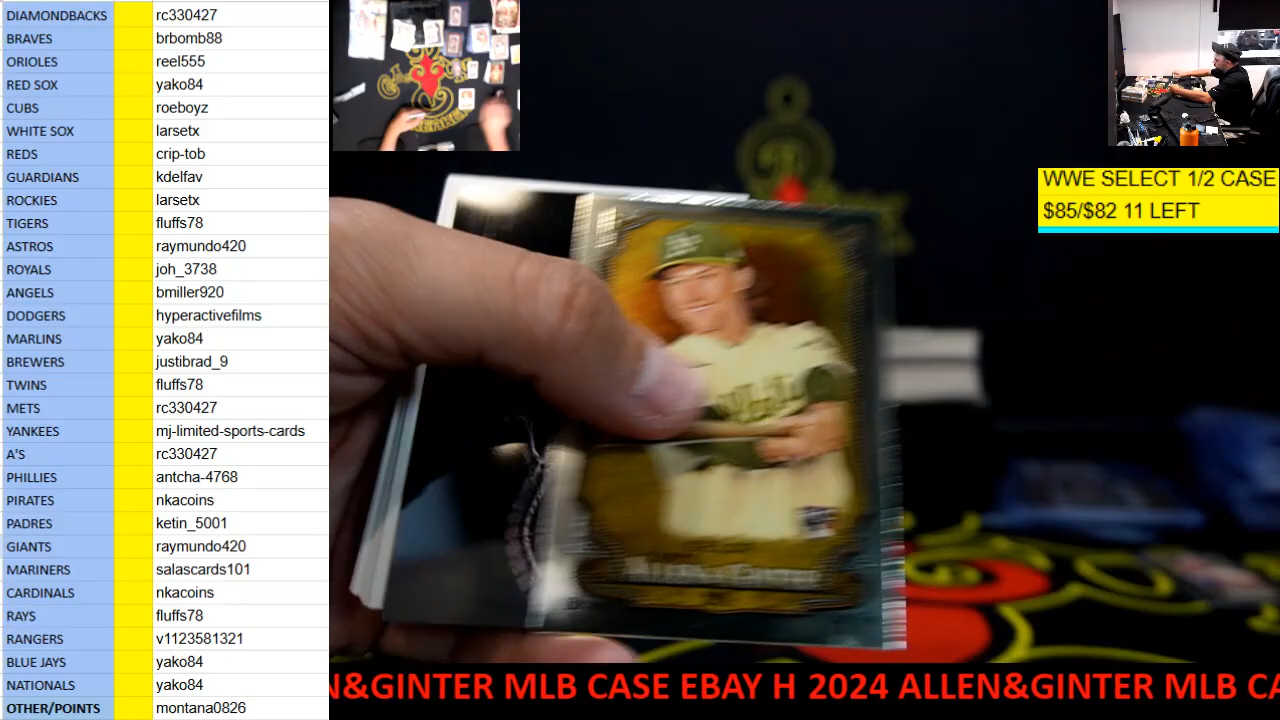 DIAMONDBACKS rc330427
BRAVES brbomb88
ORIOLES reel555
RED SOX yako84
CUBS roeboyz
WHITE SOX larsetx
REDS crip-tob
GUARDIANS kdelfav
ROCKIES larsetx
TIGERS fluffs78
ASTROS raymundo420
ROYALS joh_3738
ANGELS bmiller920
DODGERS hyperactivefilms
MARLINS yako84
BREWERS justibrad_9
TWINS fluffs78
METS rc330427
YANKEES mj-limited-sports-cards
A'S rc330427
PHILLIES antcha-4768
PIRATES nkacoins
PADRES ketin_5001
GIANTS raymundo420
MARINERS salascards101
CARDINALS nkacoins
RAYS fluffs78
RANGERS v1123581321
BLUE JAYS yako84
NATIONALS yako84
OTHER/POINTS montana0826
WWE SELECT 1/2 CASE
$85/$82 11 LEFT
N&GINTER MLB CASE EBAY H 2024 ALLEN&GINTER MLB CA